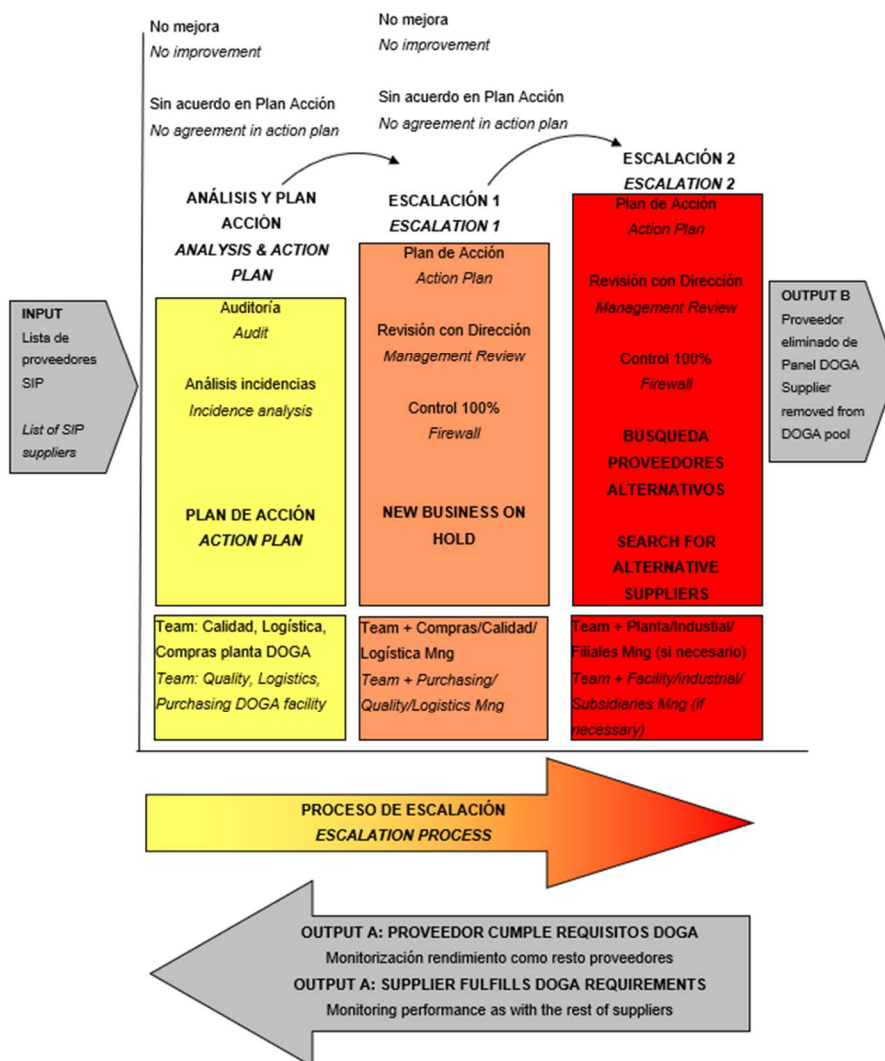 No mejora
No improvement
Sin acuerdo en Plan Acción
No agreement in action plan
No mejora
No improvement
Sin acuerdo en Plan Acción
No agreement in action plan
INPUT
Lista de
proveedores
SIP
List of SIP
suppliers
ANÁLISIS Y PLAN
ACCIÓN
ANALYSIS & ACTION
PLAN
Auditoría
Audit
Análisis incidencias
Incidence analysis
PLAN DE ACCIÓN
ACTION PLAN
Team: Calidad, Logística,
Compras planta DOGA
Team: Quality, Logistics,
Purchasing DOGA facility
ESCALACIÓN 1
ESCALATION 1
Plan de Acción
Action Plan
Revisión con Dirección
Management Review
Control 100%
Firewall
NEW BUSINESS ON
HOLD
Team + Compras/Calidad/
Logística Mng
Team + Purchasing/
Quality/Logistics Mng
ESCALACIÓN 2
ESCALATION 2
Plan de Acción
Action Plan
Revisión con Dirección
Management Review
Control 100%
Firewall
BÚSQUEDA
PROVEEDORES
ALTERNATIVOS
SEARCH FOR
ALTERNATIVE
SUPPLIERS
Team + Planta/Industial/
Filiales Mng (si necesario)
Team + Facility/industrial/
Subsidiaries Mng (if
necessary)
OUTPUT B
Proveedor
eliminado de
Panel DOGA
Supplier
removed from
DOGA pool
PROCESO DE ESCALACIÓN
ESCALATION PROCESS
OUTPUT A: PROVEEDOR CUMPLE REQUISITOS DOGA
Monitorización rendimiento como resto proveedores
OUTPUT A: SUPPLIER FULFILLS DOGA REQUIREMENTS
Monitoring performance as with the rest of suppliers